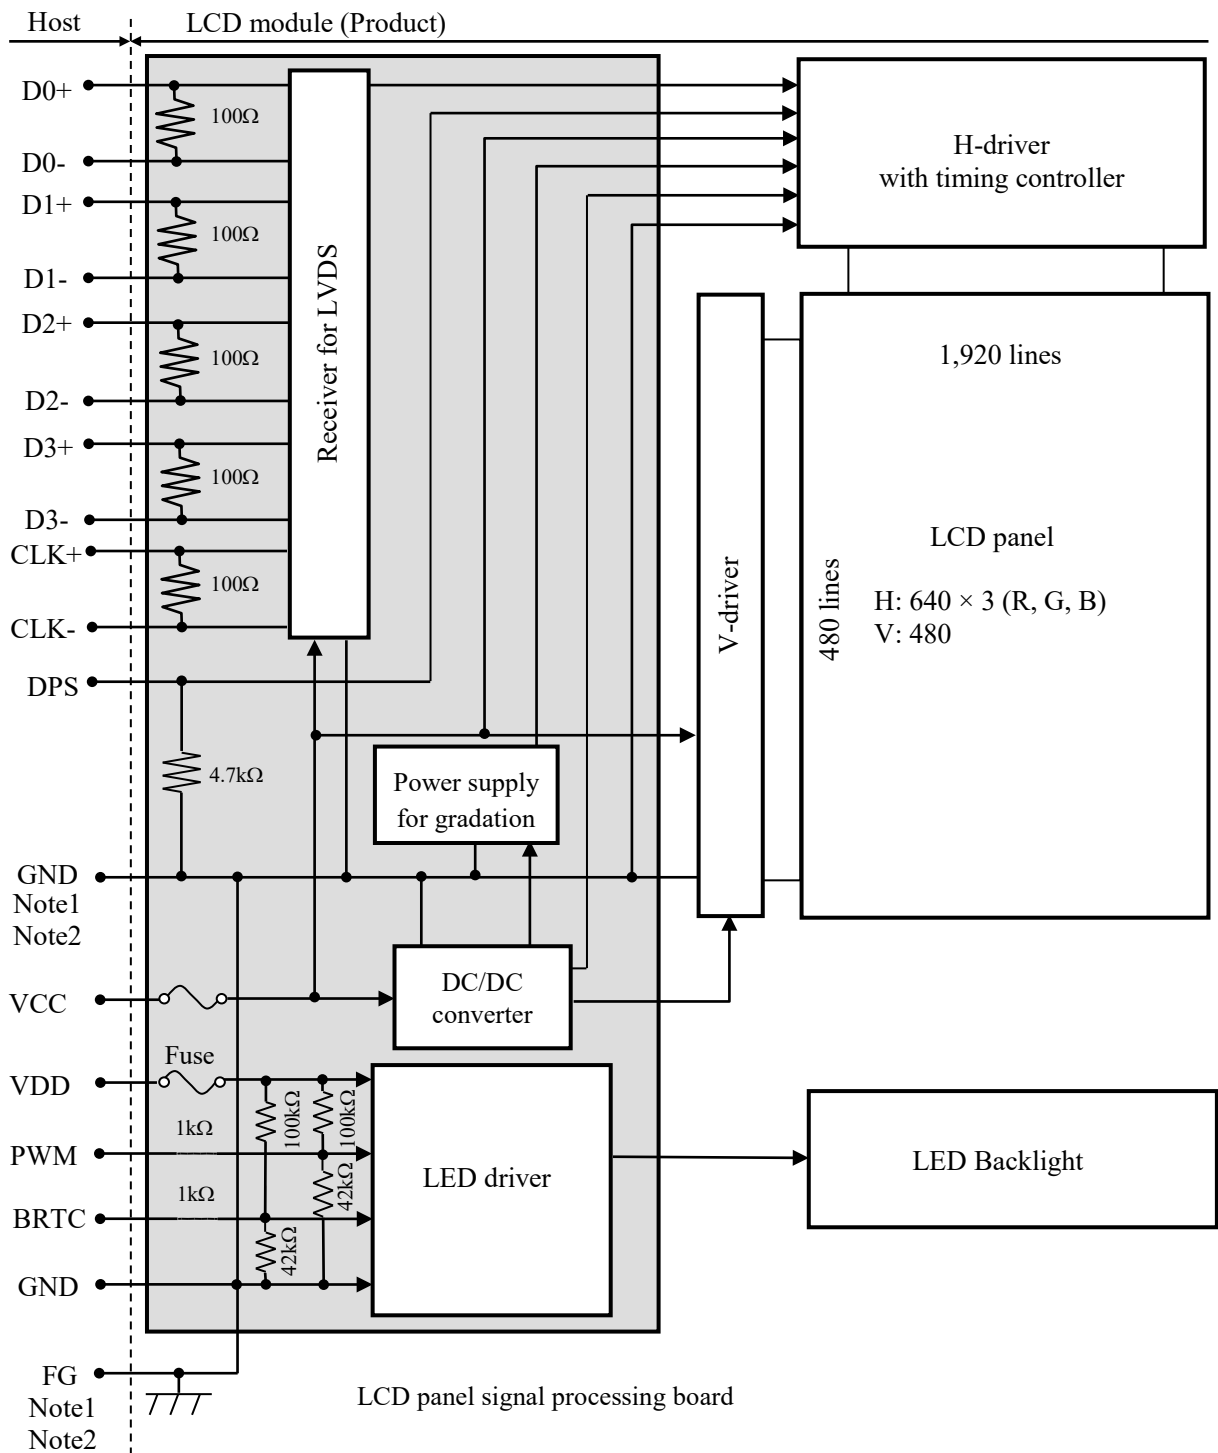 Host
LCD module (Product)
D0+
100Ω
D0-
D1+
100Ω
D1-
D2+
100Ω
D2-
D3+
100Ω
D3-
CLK+
100Ω
CLK-
Receiver for LVDS
H-driver
with timing controller
DPS
4.7kΩ
V-driver
1,920 lines
480 lines
LCD panel
H: 640 × 3 (R, G, B)
V: 480
Power supply
for gradation
GND
Note1
Note2
VCC
DC/DC
converter
Fuse
VDD
100kΩ
100kΩ
1kΩ
PWM
42kΩ
1kΩ
BRTC
42kΩ
GND
LED driver
LED Backlight
FG
Note1
Note2
LCD panel signal processing board